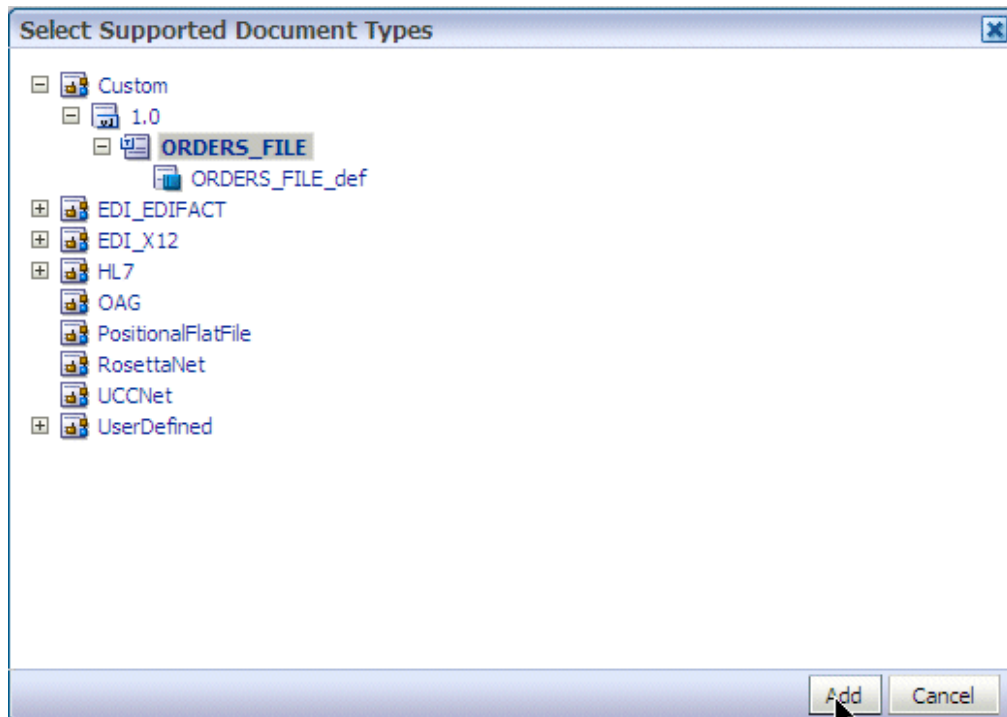 Select Supported Document Types
Custom
1.0
ORDERS_FILE
ORDERS_FILE_def
EDI_EDIFACT
EDI_X12
HL7
OAG
PositionalFlatFile
RosettaNet
UCCNet
UserDefined
Add Cancel